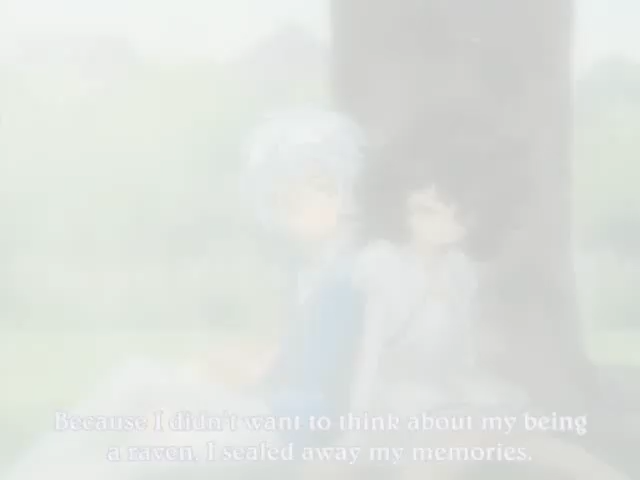 Because I didn't want to think about my being
a raven, I sealed away my memories.